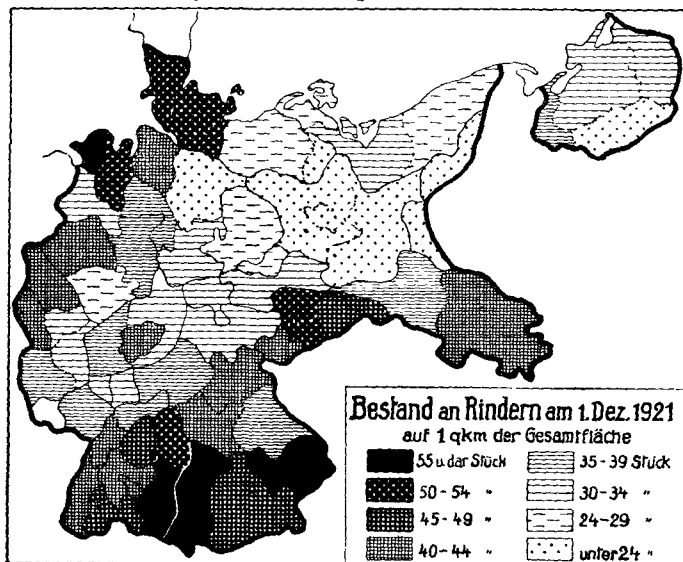 Bestand an Rindern am 1. Dez. 1921
auf 1 qkm der Gesamtfläche
55 u. dar Stück
50-54 "
45-49 "
40-44 "
35-39 Stück
30-34 "
24-29 "
unter 24 "